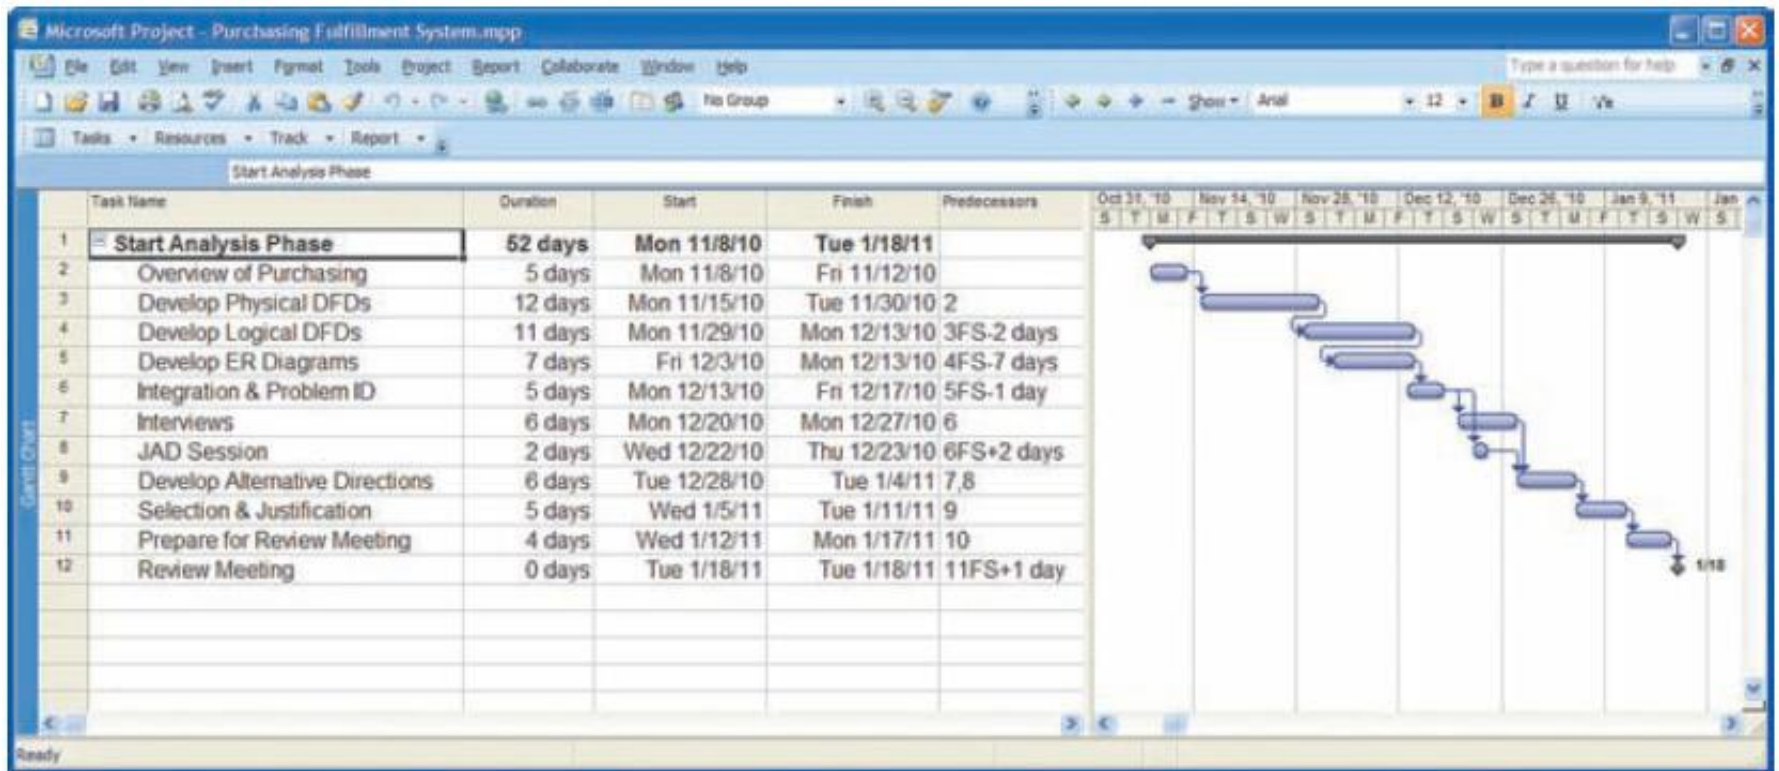 Microsoft Project - Purchasing Fulfillment System.mpp
File Edit View Insert Format Tools Project Report Collaborate Window Help Type a question for help
No Group Show Arial 12 B I U
Tasks Resources Track Report
Start Analysis Phase
Task Name Duration Start Finish Predecessors Oct 31, '10 Nov 14, '10 Nov 28, '10 Dec 12, '10 Dec 26, '10 Jan 9, '11 Jan
S T M F T S W S T M F T S W S T M F T S W S
1 Start Analysis Phase 52 days Mon 11/8/10 Tue 1/18/11
2 Overview of Purchasing 5 days Mon 11/8/10 Fri 11/12/10
3 Develop Physical DFDs 12 days Mon 11/15/10 Tue 11/30/10 2
4 Develop Logical DFDs 11 days Mon 11/29/10 Mon 12/13/10 3FS-2 days
5 Develop ER Diagrams 7 days Fri 12/3/10 Mon 12/13/10 4FS-7 days
6 Integration & Problem ID 5 days Mon 12/13/10 Fri 12/17/10 5FS-1 day
7 Interviews 6 days Mon 12/20/10 Mon 12/27/10 6
8 JAD Session 2 days Wed 12/22/10 Thu 12/23/10 6FS+2 days
9 Develop Alternative Directions 6 days Tue 12/28/10 Tue 1/4/11 7,8
10 Selection & Justification 5 days Wed 1/5/11 Tue 1/11/11 9
11 Prepare for Review Meeting 4 days Wed 1/12/11 Mon 1/17/11 10
12 Review Meeting 0 days Tue 1/18/11 Tue 1/18/11 11FS+1 day 1/18
Gantt Chart
Ready